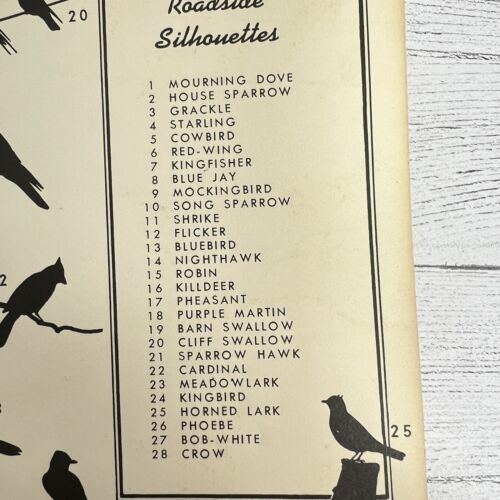 Roadside
Silhouettes
1 MOURNING DOVE
2 HOUSE SPARROW
3 GRACKLE
4 STARLING
5 COWBIRD
6 RED-WING
7 KINGFISHER
8 BLUE JAY
9 MOCKINGBIRD
10 SONG SPARROW
11 SHRIKE
12 FLICKER
13 BLUEBIRD
14 NIGHTHAWK
15 ROBIN
16 KILLDEER
17 PHEASANT
18 PURPLE MARTIN
19 BARN SWALLOW
20 CLIFF SWALLOW
21 SPARROW HAWK
22 CARDINAL
23 MEADOWLARK
24 KINGBIRD
25 HORNED LARK
26 PHOEBE
27 BOB-WHITE
28 CROW
20
2
25